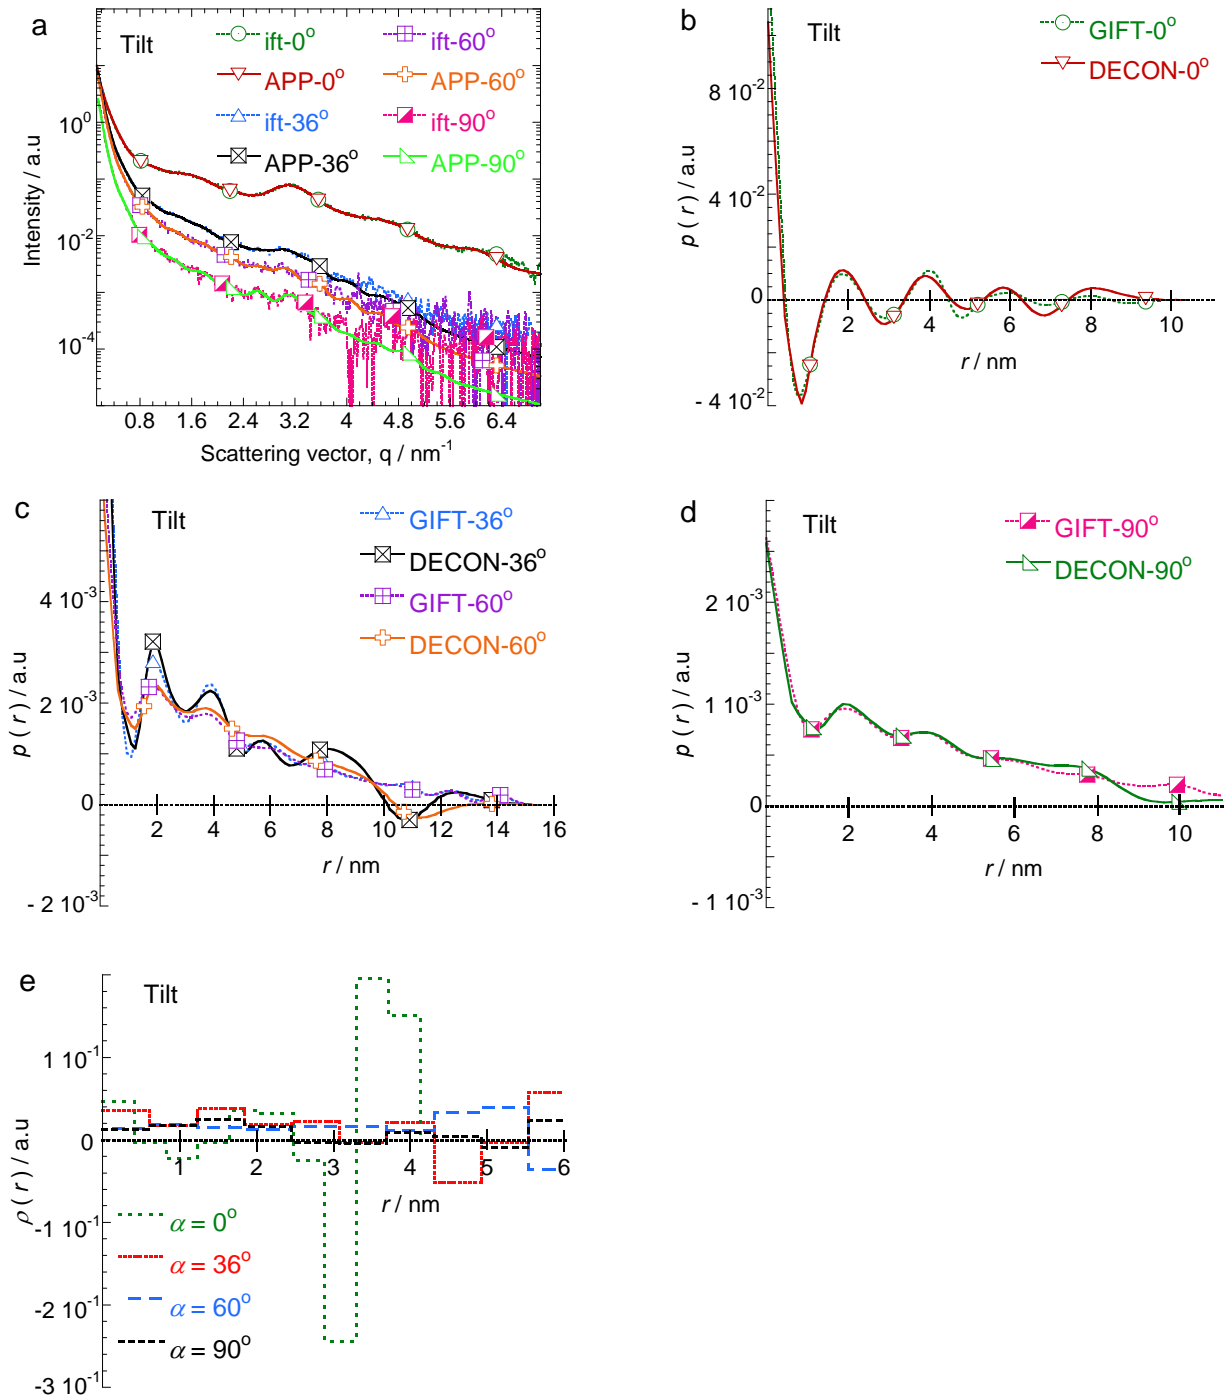 a
Tilt
ift-0°
APP-0°
ift-36°
APP-36°
ift-60°
APP-60°
ift-90°
APP-90°
Intensity / a.u
10⁰
10⁻²
10⁻⁴
0.8 1.6 2.4 3.2 4 4.8 5.6 6.4
Scattering vector, q / nm⁻¹
b
Tilt
GIFT-0°
DECON-0°
p ( r ) / a.u
8 10⁻²
4 10⁻²
0
- 4 10⁻²
2 4 6 8 10
r / nm
c
Tilt
GIFT-36°
DECON-36°
GIFT-60°
DECON-60°
p ( r ) / a.u
4 10⁻³
2 10⁻³
0
- 2 10⁻³
2 4 6 8 10 12 14 16
r / nm
d
Tilt
GIFT-90°
DECON-90°
p ( r ) / a.u
2 10⁻³
1 10⁻³
0
- 1 10⁻³
2 4 6 8 10
r / nm
e
Tilt
ρ ( r ) / a.u
1 10⁻¹
0
-1 10⁻¹
-2 10⁻¹
-3 10⁻¹
1 2 3 4 5 6
r / nm
α = 0°
α = 36°
α = 60°
α = 90°